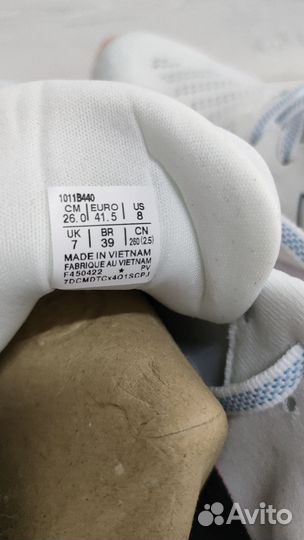 1011B440
CM EURO US
26.0 41.5 8
UK BR CN
7 39 260(2.5)
MADE IN VIETNAM
FABRIQUE AU VIETNAM
F450422 * PV
7DCMDTCx4O1SCPJ
Avito